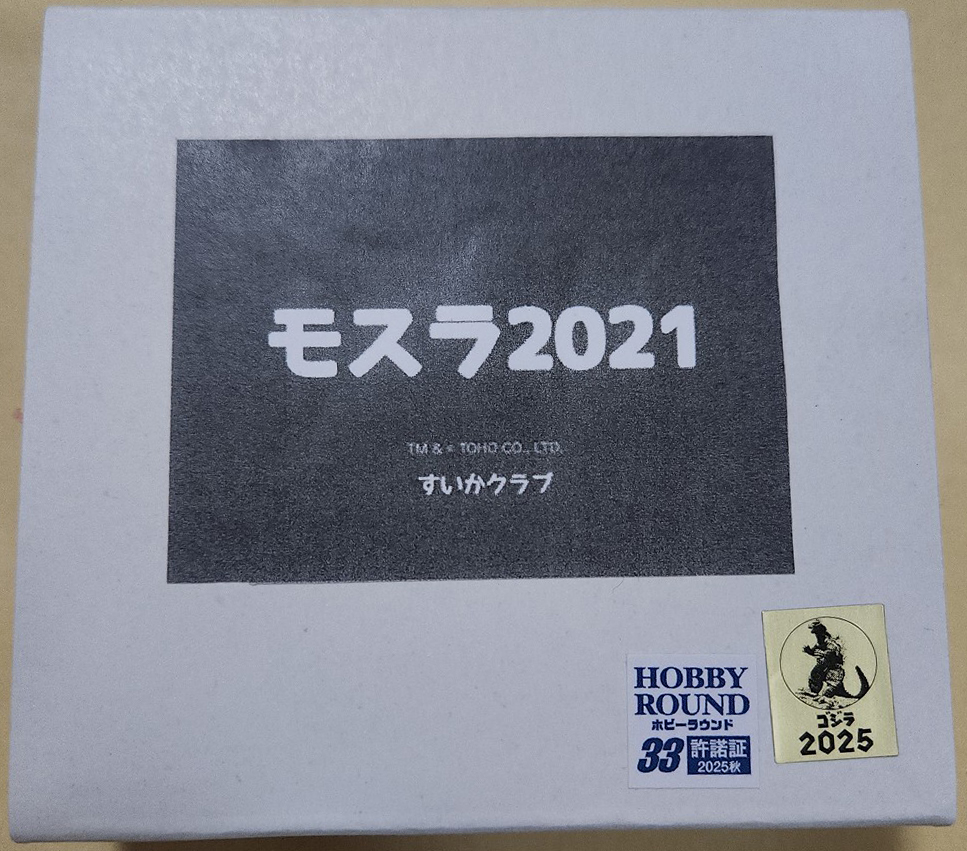 モスラ2021
TM & © TOHO CO., LTD.
すいかクラブ
HOBBY
ROUND
ホビーラウンド
33 許諾証
2025秋
ゴジラ
2025